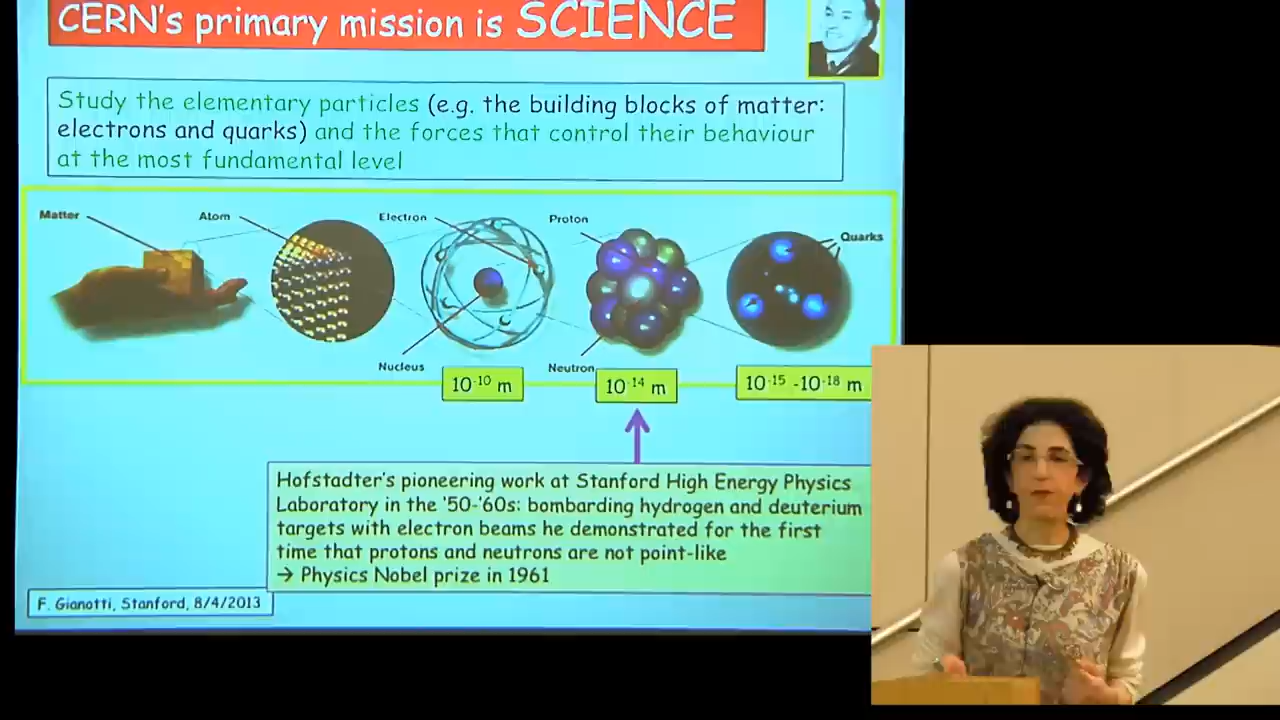 CERN's primary mission is SCIENCE
Study the elementary particles (e.g. the building blocks of matter:
electrons and quarks) and the forces that control their behaviour
at the most fundamental level
Matter
Atom
Electron
Proton
Quarks
Nucleus
Neutron
10⁻¹⁰ m
10⁻¹⁴ m
10⁻¹⁵ -10⁻¹⁸ m
Hofstadter's pioneering work at Stanford High Energy Physics
Laboratory in the '50-'60s: bombarding hydrogen and deuterium
targets with electron beams he demonstrated for the first
time that protons and neutrons are not point-like
→ Physics Nobel prize in 1961
F. Gianotti, Stanford, 8/4/2013